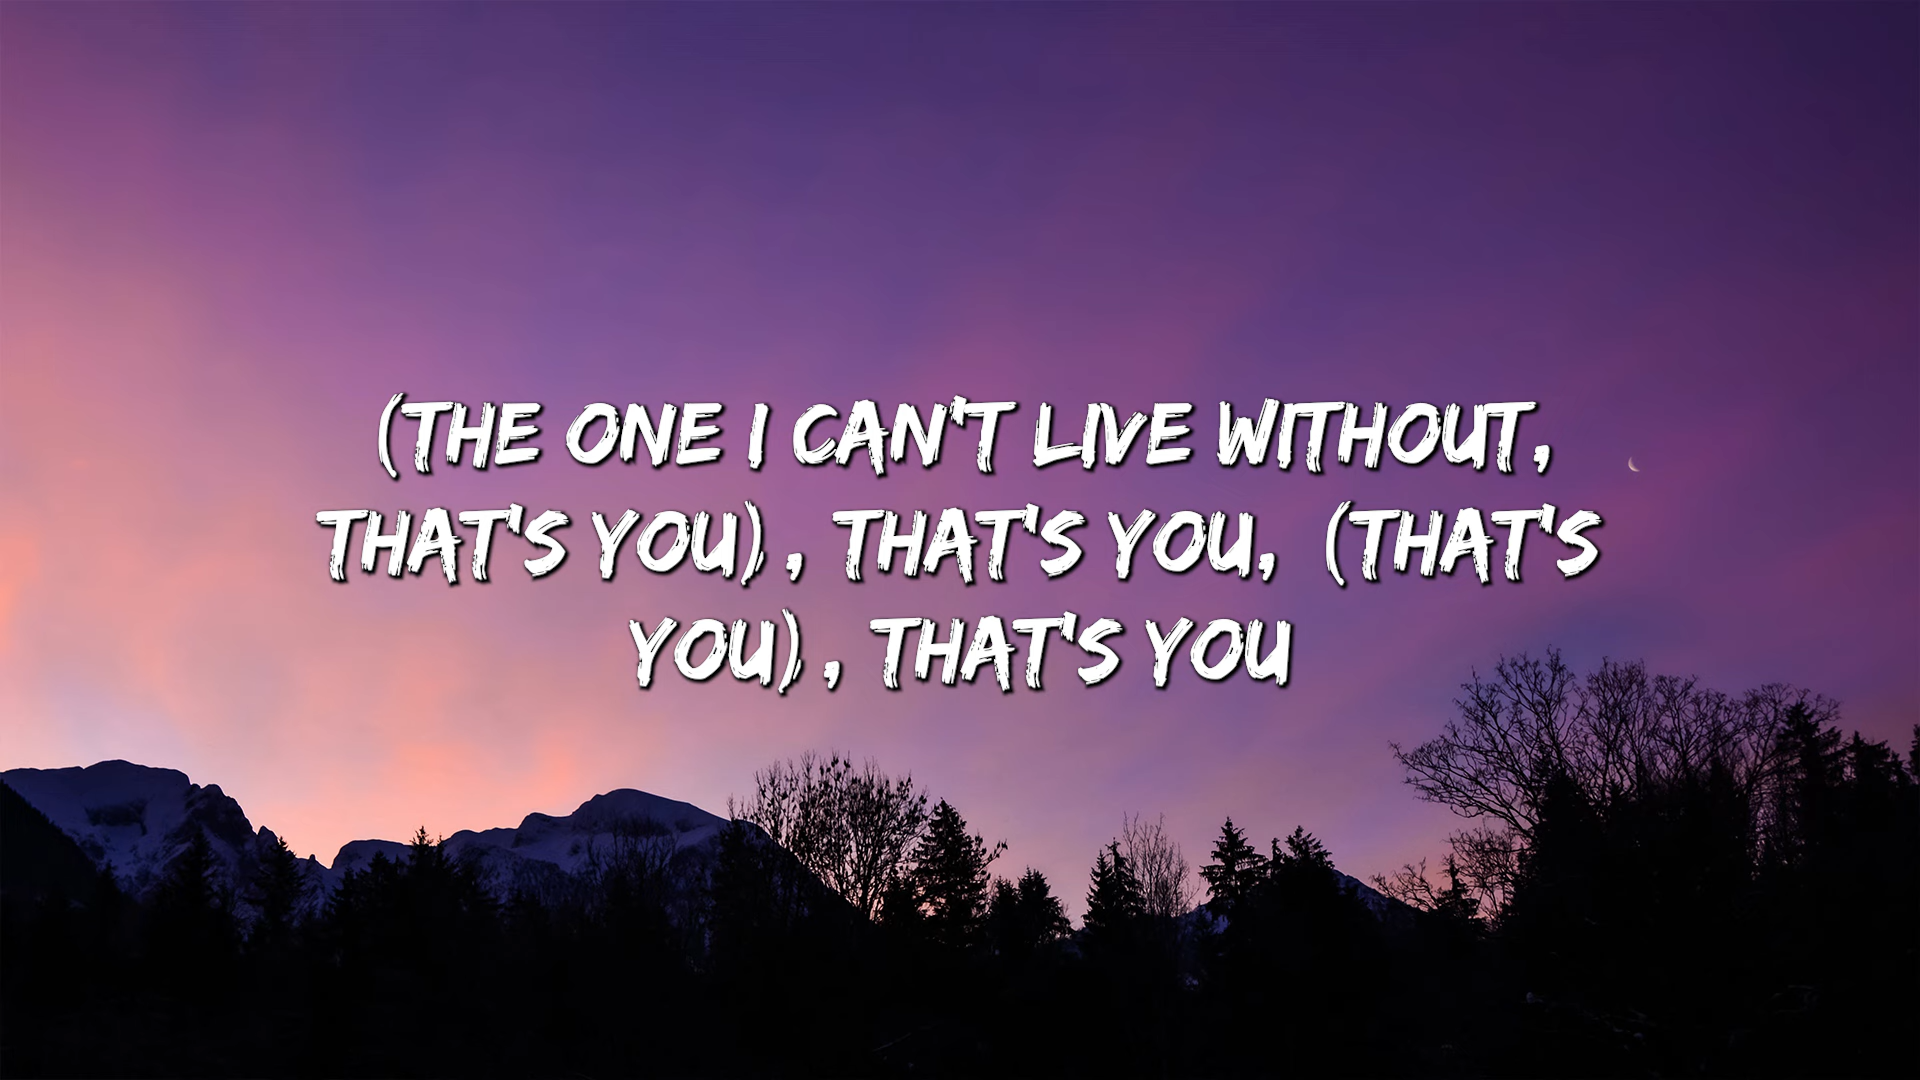 (THE ONE I CAN'T LIVE WITHOUT,
THAT'S YOU), THAT'S YOU, (THAT'S
YOU), THAT'S YOU